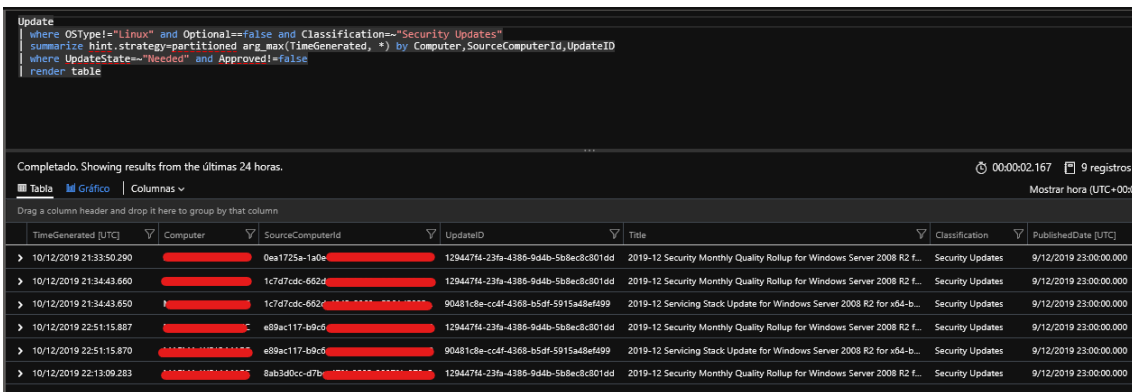 Update
| where OSType!="Linux" and Optional==false and Classification=~"Security Updates"
| summarize hint.strategy=partitioned arg_max(TimeGenerated, *) by Computer,SourceComputerId,UpdateID
| where UpdateState=~"Needed" and Approved!=false
| render table
Completado. Showing results from the últimas 24 horas. 00:00:02.167 9 registros
Tabla Gráfico Columnas Mostrar hora (UTC+00:
Drag a column header and drop it here to group by that column
TimeGenerated [UTC] Computer SourceComputerId UpdateID Title Classification PublishedDate [UTC]
10/12/2019 21:33:50.290 0ea1725a-1a0e 129447f4-23fa-4386-9d4b-5b8ec8c801dd 2019-12 Security Monthly Quality Rollup for Windows Server 2008 R2 f... Security Updates 9/12/2019 23:00:00.000
10/12/2019 21:34:43.660 1c7d7cdc-662d 129447f4-23fa-4386-9d4b-5b8ec8c801dd 2019-12 Security Monthly Quality Rollup for Windows Server 2008 R2 f... Security Updates 9/12/2019 23:00:00.000
10/12/2019 21:34:43.650 1c7d7cdc-662d 90481c8e-cc4f-4368-b5df-5915a48ef499 2019-12 Servicing Stack Update for Windows Server 2008 R2 for x64-b... Security Updates 9/12/2019 23:00:00.000
10/12/2019 22:51:15.887 e89ac117-b9c6 129447f4-23fa-4386-9d4b-5b8ec8c801dd 2019-12 Security Monthly Quality Rollup for Windows Server 2008 R2 f... Security Updates 9/12/2019 23:00:00.000
10/12/2019 22:51:15.870 e89ac117-b9c6 90481c8e-cc4f-4368-b5df-5915a48ef499 2019-12 Servicing Stack Update for Windows Server 2008 R2 for x64-b... Security Updates 9/12/2019 23:00:00.000
10/12/2019 22:13:09.283 8ab3d0cc-d7b 129447f4-23fa-4386-9d4b-5b8ec8c801dd 2019-12 Security Monthly Quality Rollup for Windows Server 2008 R2 f... Security Updates 9/12/2019 23:00:00.000